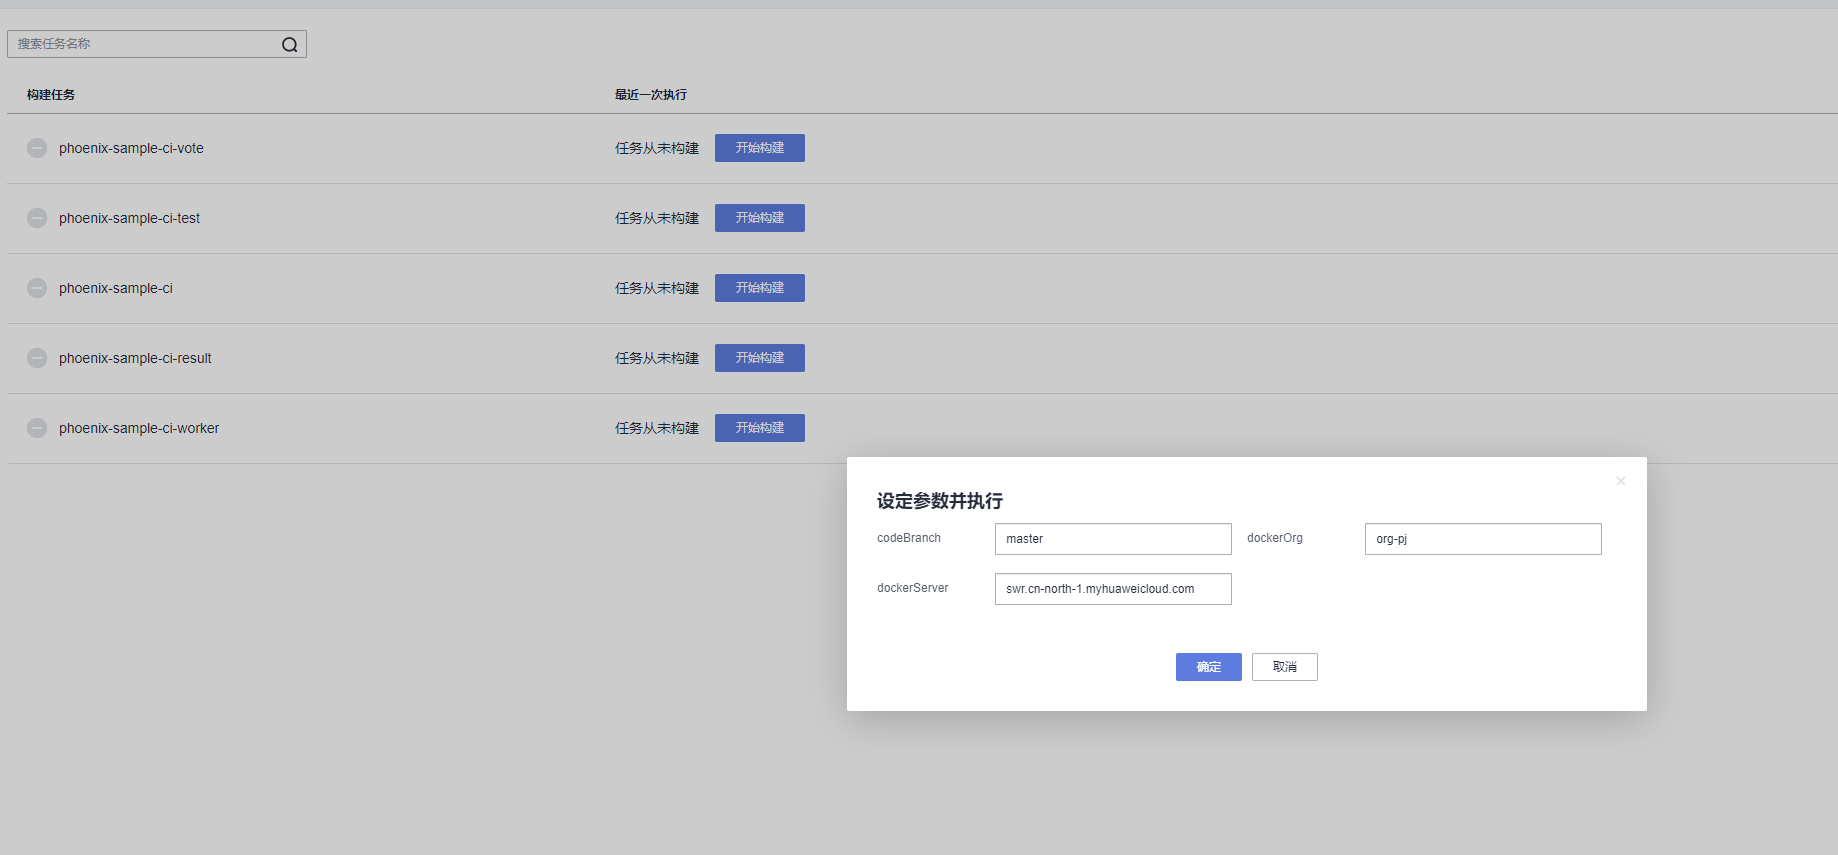 搜索任务名称
构建任务 最近一次执行
phoenix-sample-ci-vote 任务从未构建 开始构建
phoenix-sample-ci-test 任务从未构建 开始构建
phoenix-sample-ci 任务从未构建 开始构建
phoenix-sample-ci-result 任务从未构建 开始构建
phoenix-sample-ci-worker 任务从未构建 开始构建
设定参数并执行
codeBranch master dockerOrg org-pj
dockerServer swr.cn-north-1.myhuaweicloud.com
确定 取消